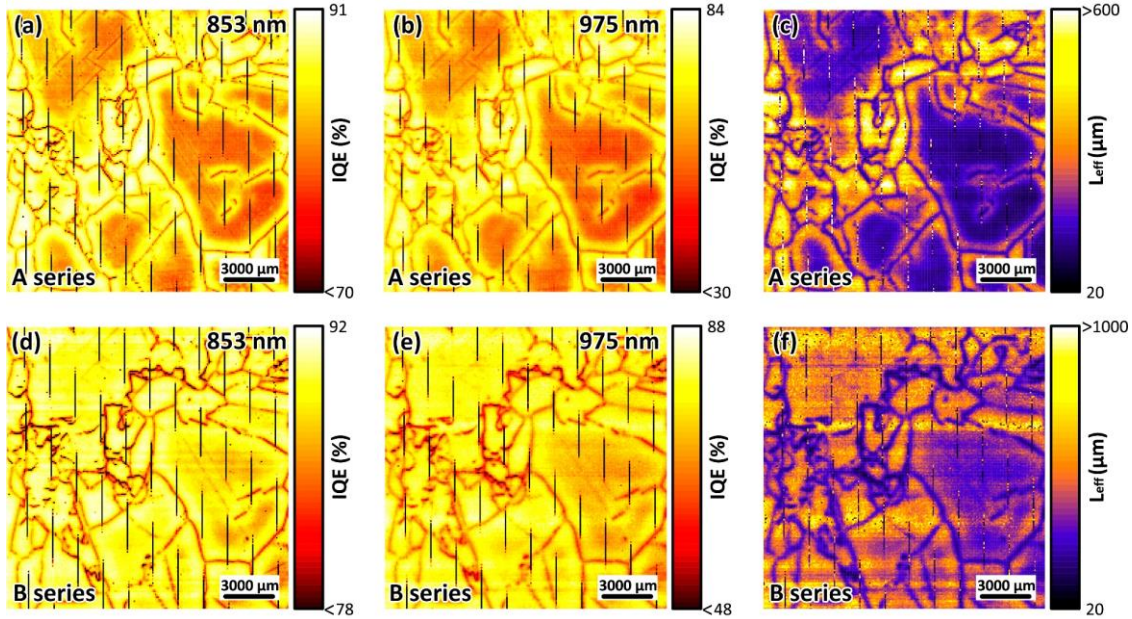 (a) 853 nm
91
IQE (%)
<70
A series
3000 µm
(b) 975 nm
84
IQE (%)
<30
A series
3000 µm
(c)
>600
Leff (µm)
20
A series
3000 µm
(d) 853 nm
92
IQE (%)
<78
B series
3000 µm
(e) 975 nm
88
IQE (%)
<48
B series
3000 µm
(f)
>1000
Leff (µm)
20
B series
3000 µm